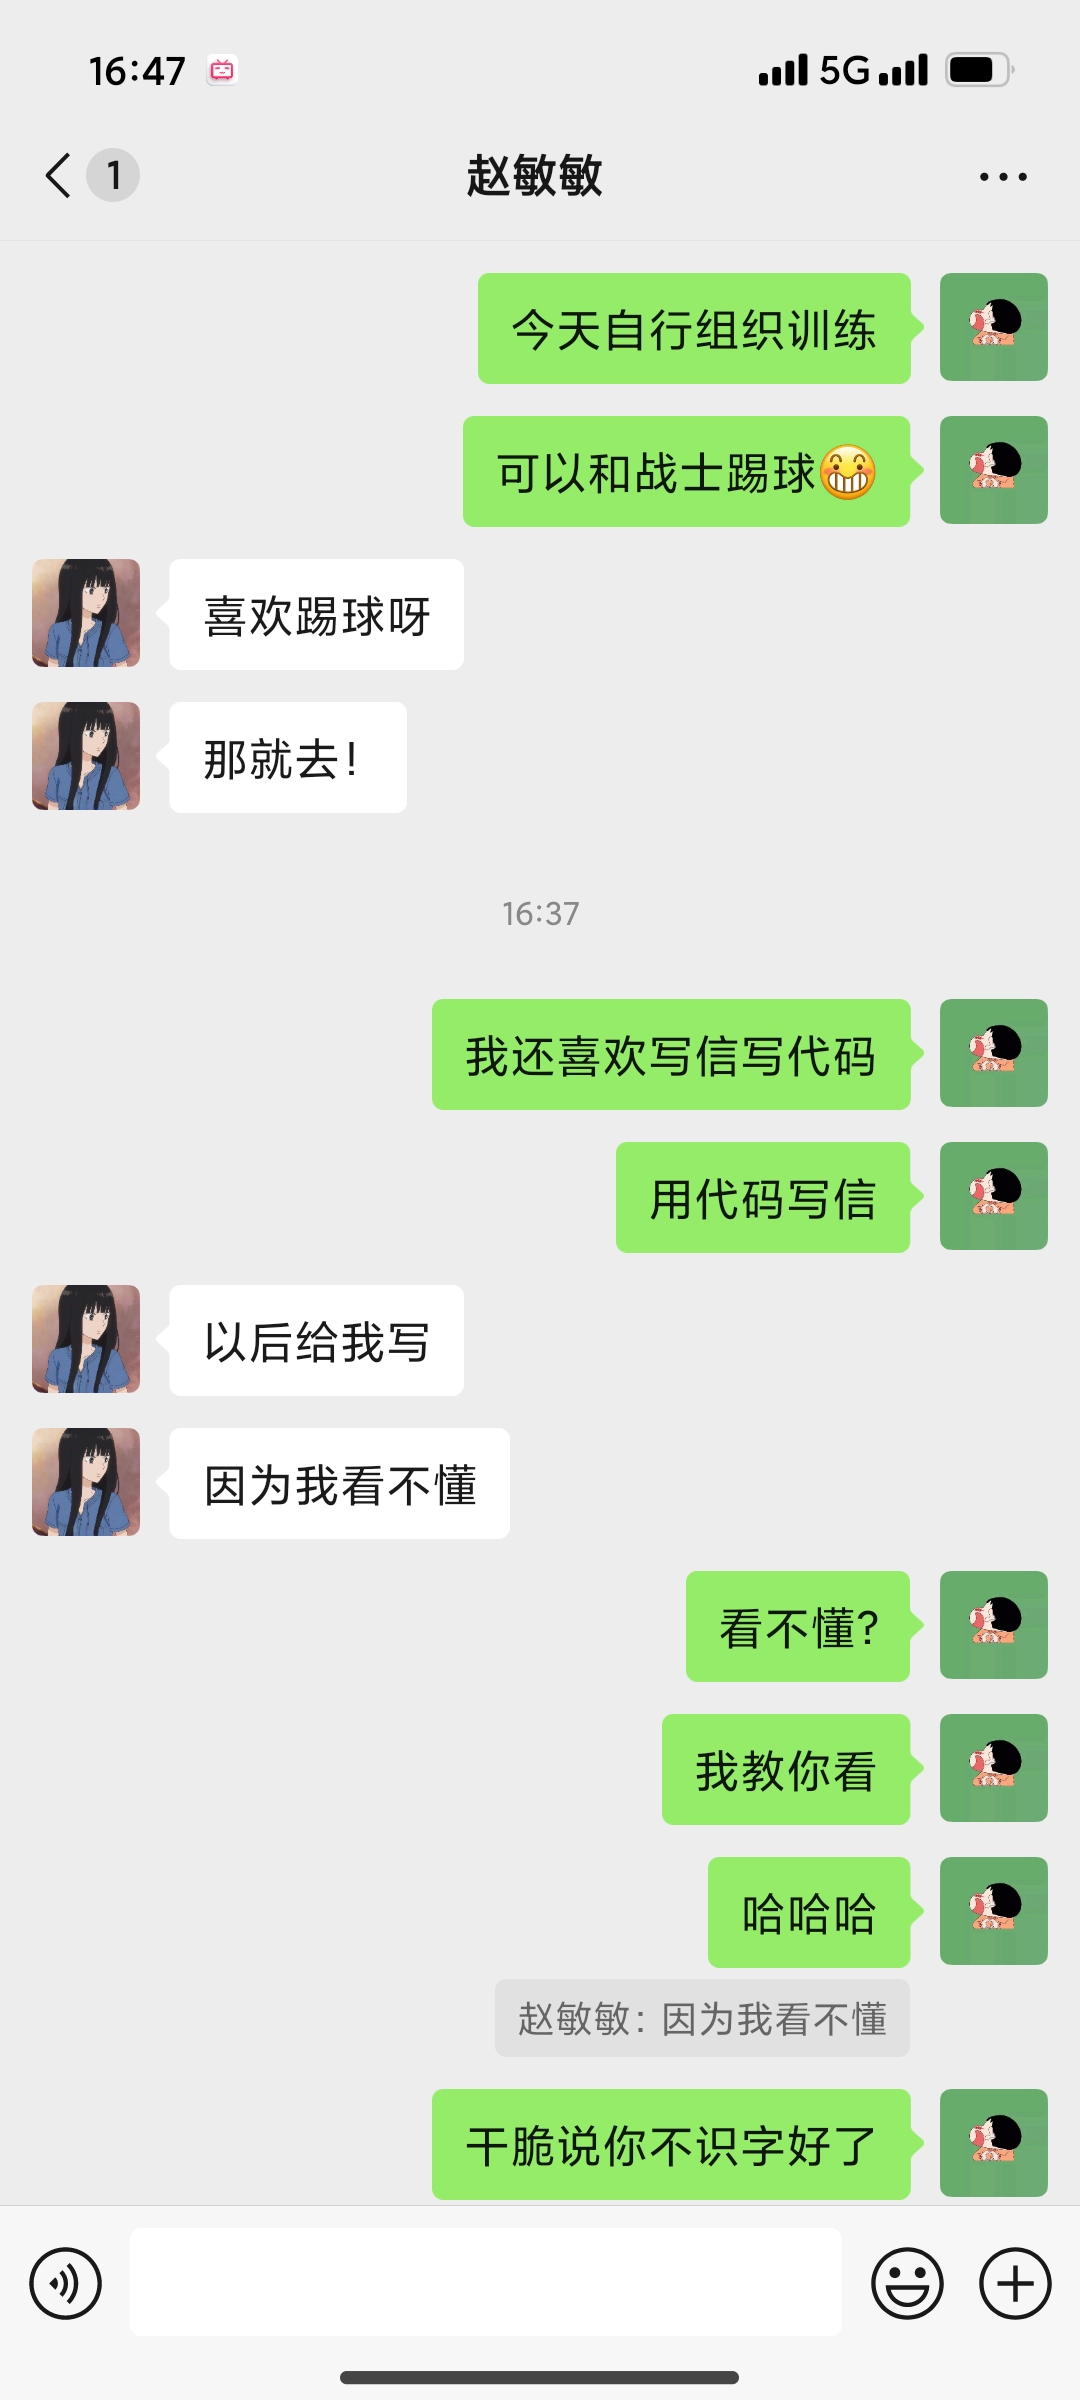 16:47
5G
1
赵敏敏
今天自行组织训练
可以和战士踢球😁
喜欢踢球呀
那就去!
16:37
我还喜欢写信写代码
用代码写信
以后给我写
因为我看不懂
看不懂?
我教你看
哈哈哈
赵敏敏: 因为我看不懂
干脆说你不识字好了